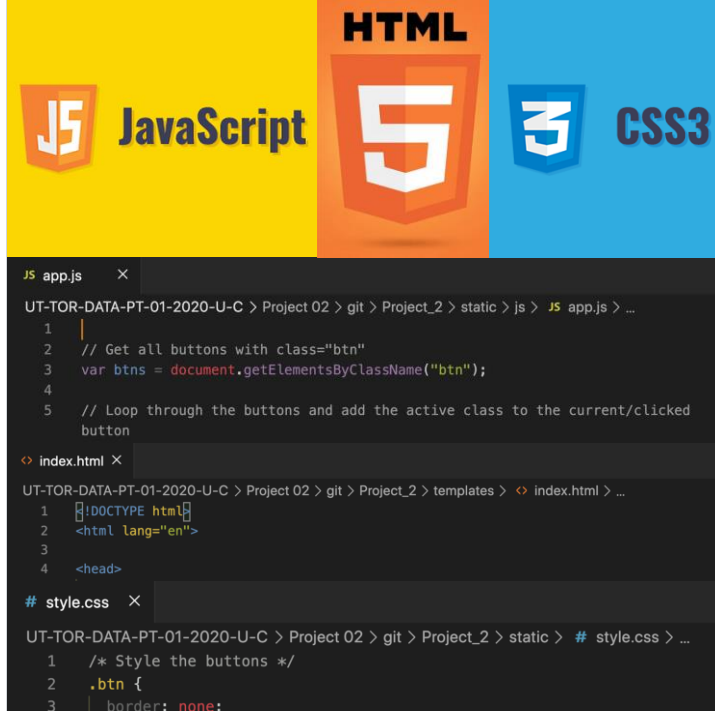 HTML
JS JavaScript
5
3 CSS3
JS app.js ×
UT-TOR-DATA-PT-01-2020-U-C > Project 02 > git > Project_2 > static > js > JS app.js > ...
1
2 // Get all buttons with class="btn"
3 var btns = document.getElementsByClassName("btn");
4
5 // Loop through the buttons and add the active class to the current/clicked
button
<> index.html ×
UT-TOR-DATA-PT-01-2020-U-C > Project 02 > git > Project_2 > templates > <> index.html > ...
1 <!DOCTYPE html>
2 <html lang="en">
3
4 <head>
# style.css ×
UT-TOR-DATA-PT-01-2020-U-C > Project 02 > git > Project_2 > static > # style.css > ...
1 /* Style the buttons */
2 .btn {
3 border: none;